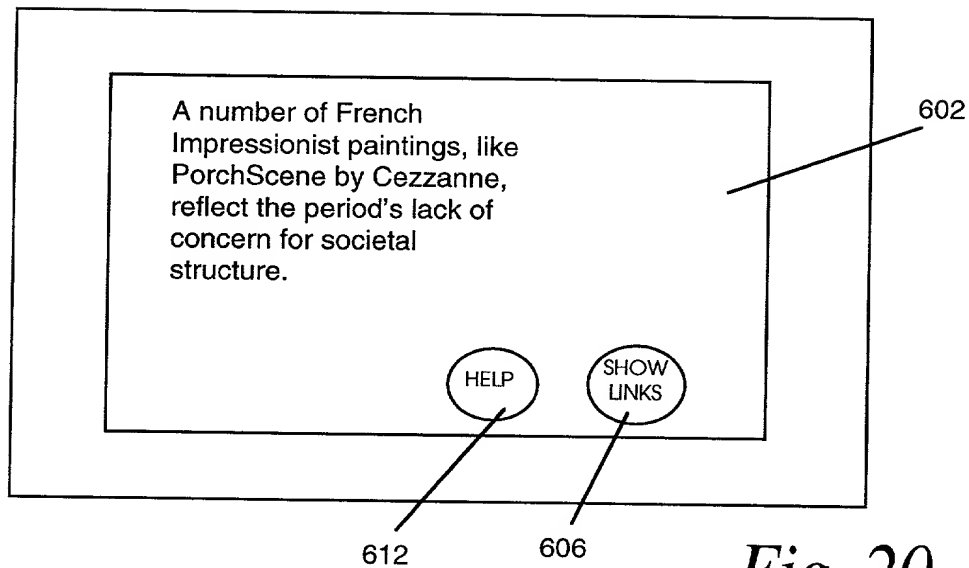 A number of French
Impressionist paintings, like
PorchScene by Cezzanne,
reflect the period's lack of
concern for societal
structure.
602
HELP
SHOW
LINKS
612
606
Fig. 20